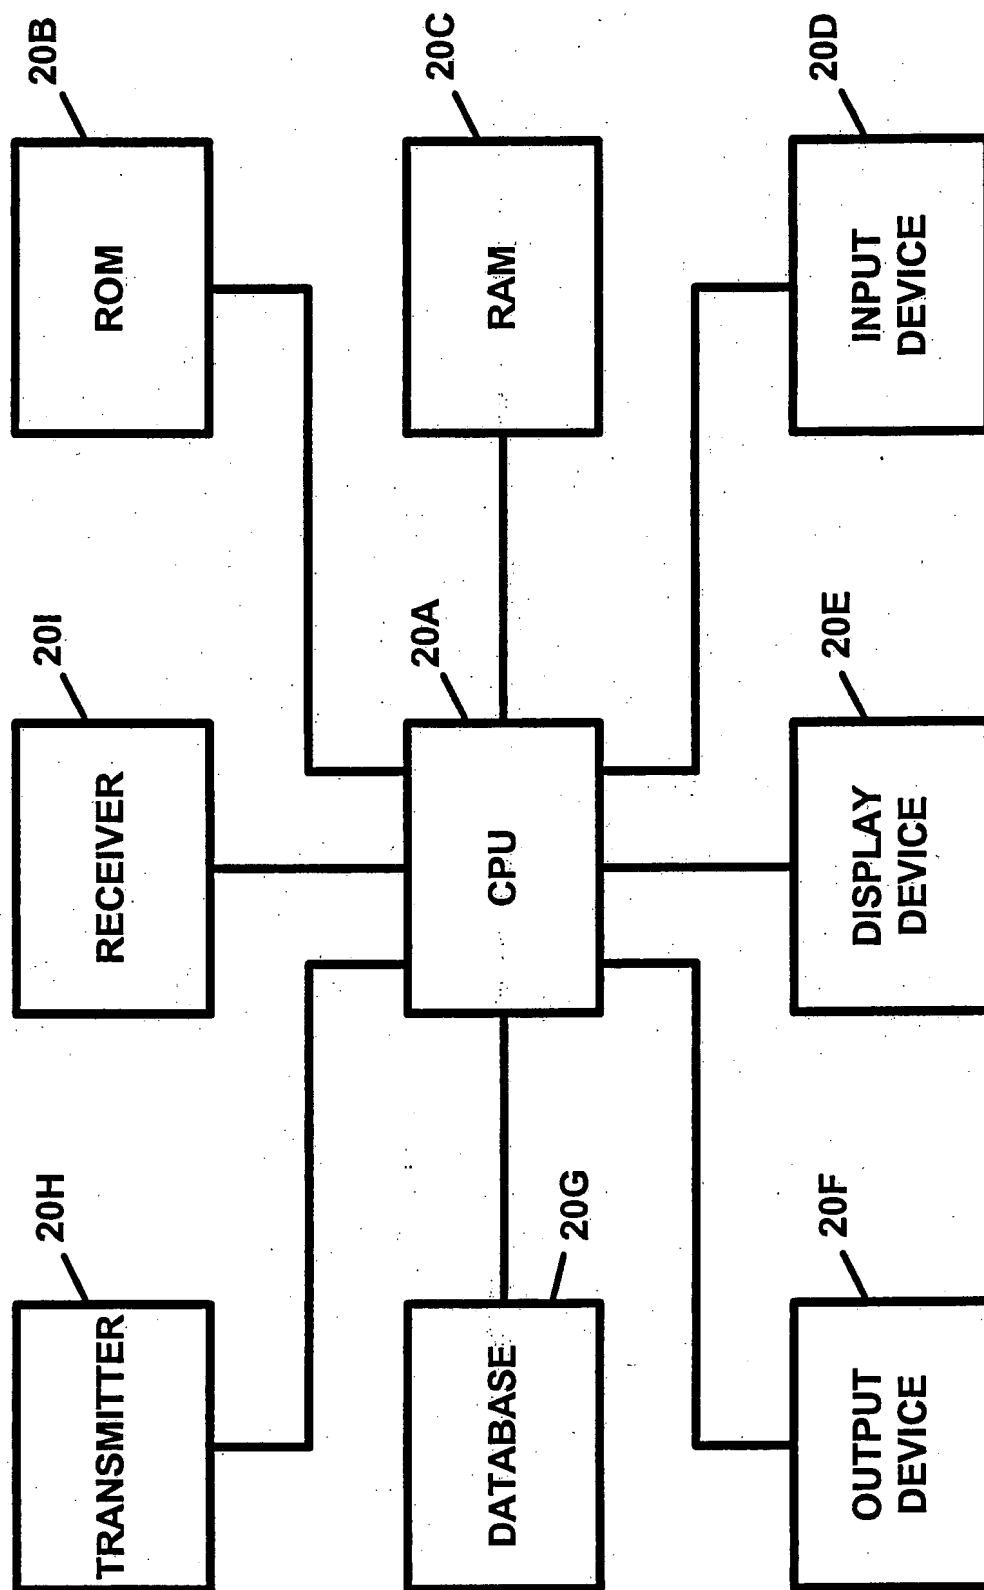 20H
20I
20B
TRANSMITTER
RECEIVER
ROM
20G
20A
20C
DATABASE
CPU
RAM
20F
20E
20D
OUTPUT
DEVICE
DISPLAY
DEVICE
INPUT
DEVICE